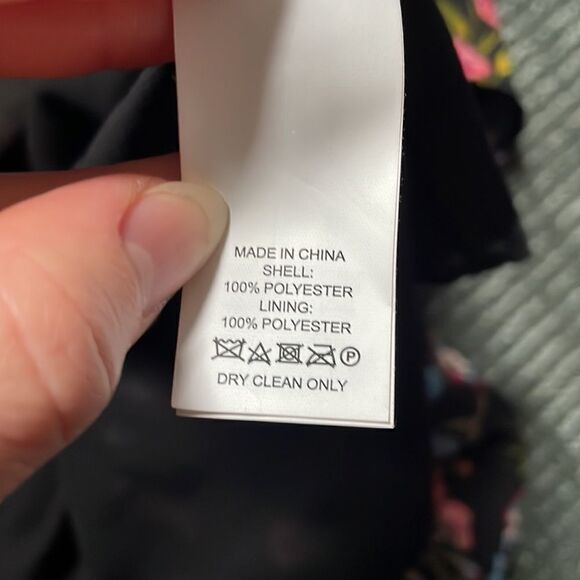 MADE IN CHINA
SHELL:
100% POLYESTER
LINING:
100% POLYESTER
P
DRY CLEAN ONLY